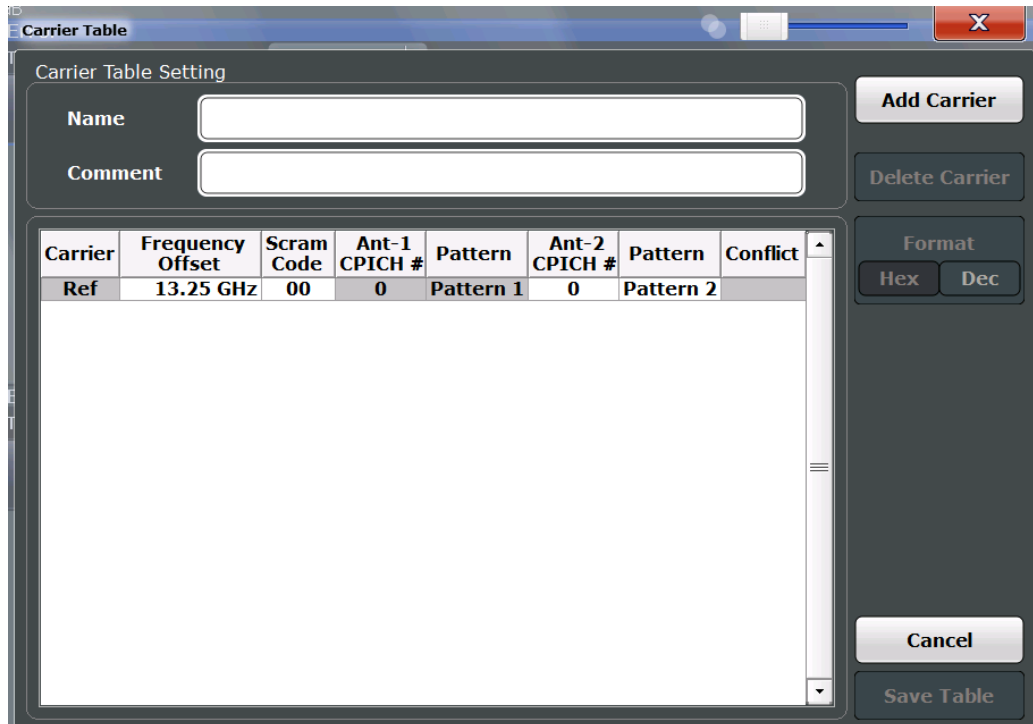 Carrier Table
X
Carrier Table Setting
Name
Comment
Add Carrier
Delete Carrier
Format
Hex Dec
Carrier Frequency Offset Scram Code Ant-1 CPICH # Pattern Ant-2 CPICH # Pattern Conflict
Ref 13.25 GHz 00 0 Pattern 1 0 Pattern 2
Cancel
Save Table